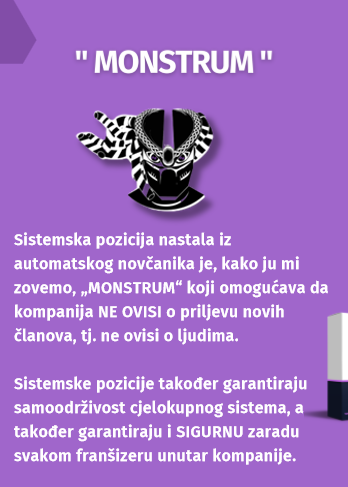 " MONSTRUM "
Sistemska pozicija nastala iz
automatskog novčanika je, kako ju mi
zovemo, „MONSTRUM“ koji omogućava da
kompanija NE OVISI o priljevu novih
članova, tj. ne ovisi o ljudima.
Sistemske pozicije također garantiraju
samoodrživost cjelokupnog sistema, a
također garantiraju i SIGURNU zaradu
svakom franšizeru unutar kompanije.